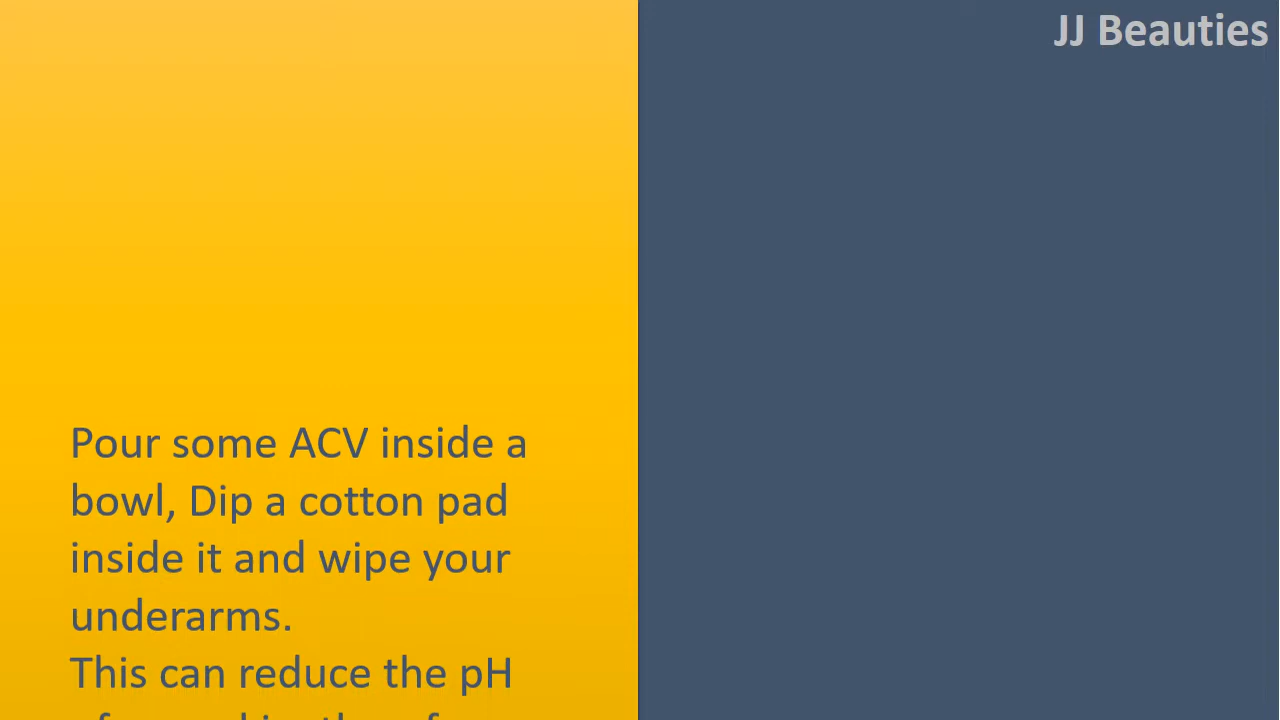 JJ Beauties
Pour some ACV inside a
bowl, Dip a cotton pad
inside it and wipe your
underarms.
This can reduce the pH